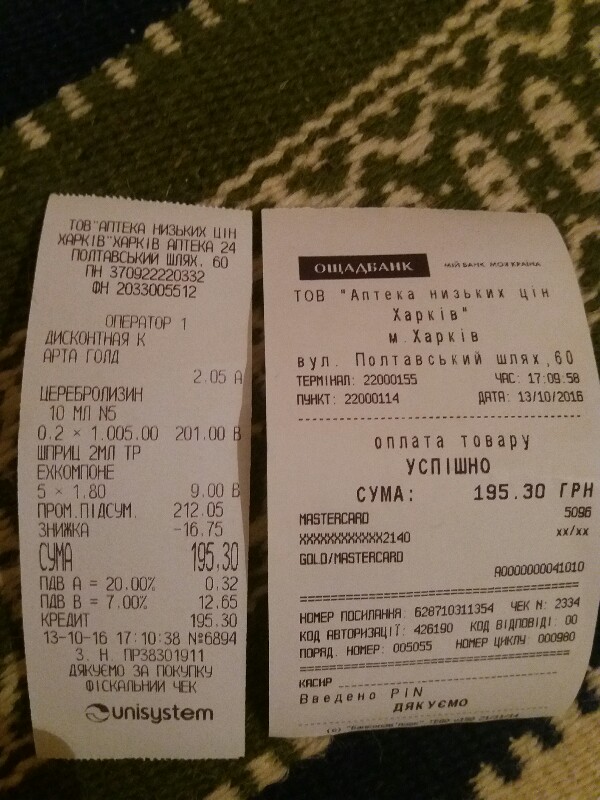 ТОВ"АПТЕКА НИЗЬКИХ ЦІН
ХАРКІВ"ХАРКІВ АПТЕКА 24
ПОЛТАВСЬКИЙ ШЛЯХ, 60
ПН 370922220332
ФН 2033005512
ОПЕРАТОР 1
ДИСКОНТНАЯ К
АРТА ГОЛД
2.05 А
ЦЕРЕБРОЛИЗИН
10 МЛ N5
0.2 × 1.005.00 201.00 В
ШПРИЦ 2МЛ ТР
ЕХКОМПОНЕ
5 × 1.80 9.00 В
ПРОМ.ПІДСУМ. 212.05
ЗНИЖКА -16.75
СУМА 195.30
ПДВ А = 20.00% 0.32
ПДВ В = 7.00% 12.65
КРЕДИТ 195.30
13-10-16 17:10:38 №6894
З. Н. ПР38301911
ДЯКУЄМО ЗА ПОКУПКУ
ФІСКАЛЬНИЙ ЧЕК
unisystem
ОЩАДБАНК МІЙ БАНК. МОЯ КРАЇНА
ТОВ "Аптека низьких цін
Харків"
м.Харків
вул. Полтавський шлях,60
ТЕРМІНАЛ: 22000155 ЧАС: 17:09:58
ПУНКТ: 22000114 ДАТА: 13/10/2016
оплата товару
УСПІШНО
СУМА: 195.30 ГРН
MASTERCARD 5096
XXXXXXXXXXXX2140 xx/xx
GOLD/MASTERCARD
A0000000041010
НОМЕР ПОСИЛАННЯ: 628710311354 ЧЕК N: 2334
КОД АВТОРИЗАЦІЇ: 426190 КОД ВІДПОВІДІ: 00
ПОРЯД. НОМЕР: 005055 НОМЕР ЦИКЛУ: 000980
КАСИР
Введено PIN
ДЯКУЄМО